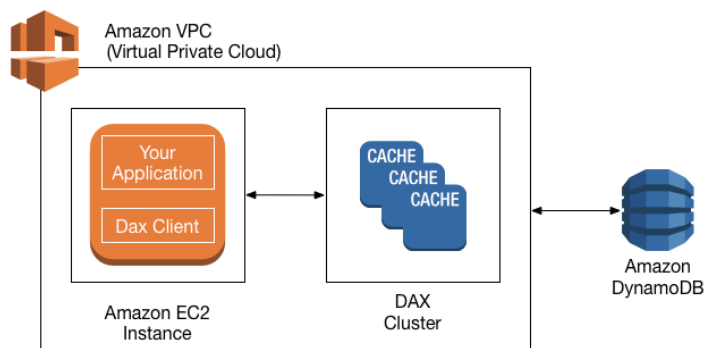 Amazon VPC
(Virtual Private Cloud)
Your
Application
Dax Client
CACHE
CACHE
CACHE
Amazon EC2
Instance
DAX
Cluster
Amazon
DynamoDB